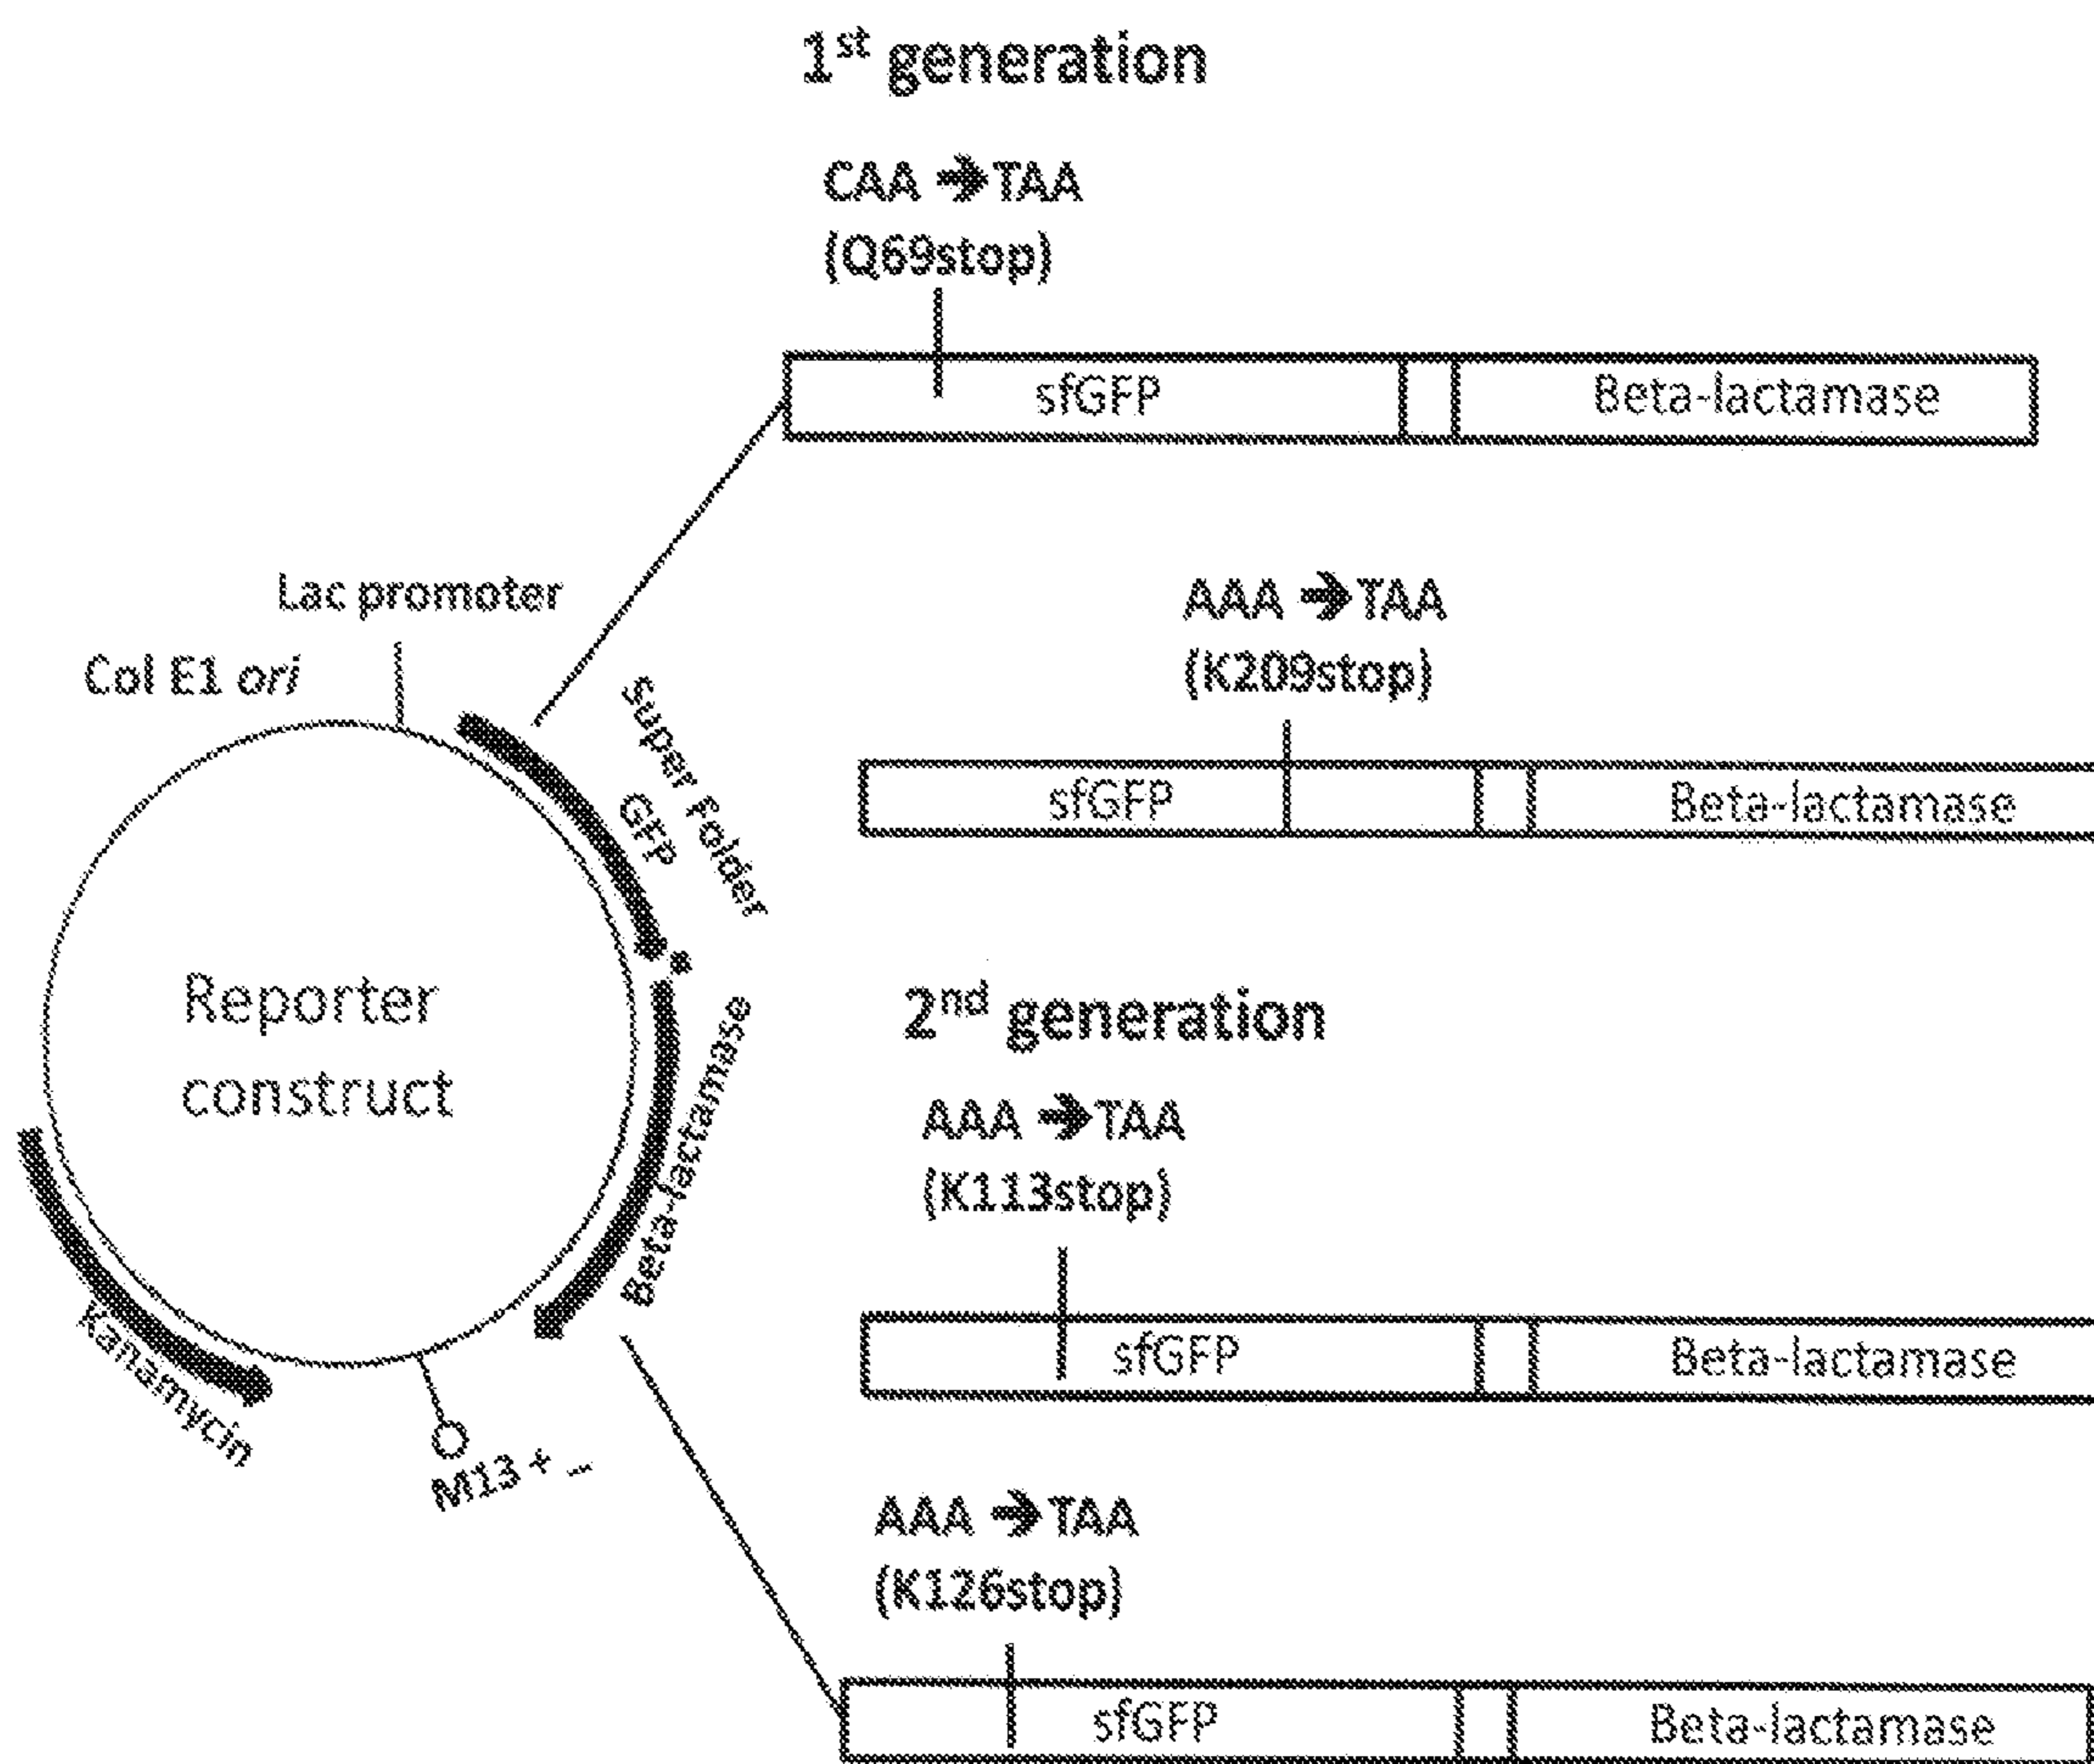 1st generation
CAA ➔TAA
(Q69stop)
sfGFP
Beta-lactamase
Lac promoter
Col E1 ori
Super Folder
GFP
*
Beta-lactamase
Reporter
construct
Kanamycin
M13 + –
AAA ➔TAA
(K209stop)
sfGFP
Beta-lactamase
2nd generation
AAA ➔TAA
(K113stop)
sfGFP
Beta-lactamase
AAA ➔TAA
(K126stop)
sfGFP
Beta-lactamase